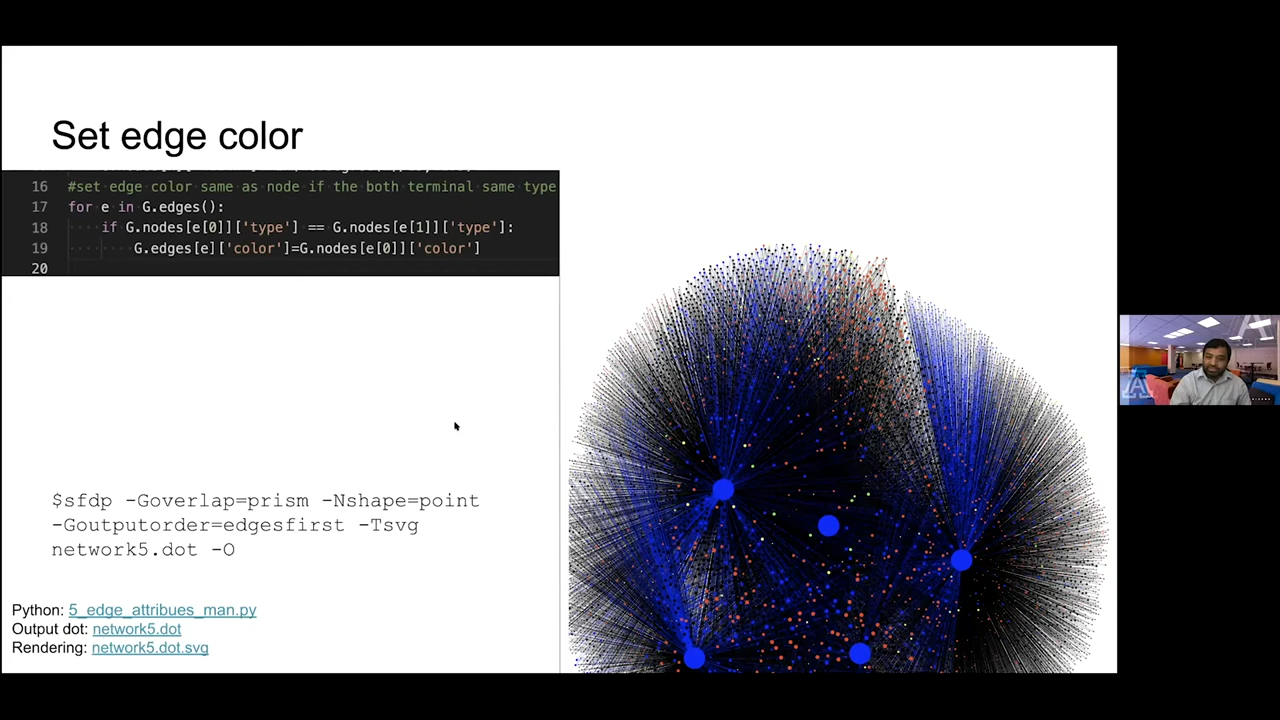 Set edge color
16 #set edge color same as node if the both terminal same type
17 for e in G.edges():
18 if G.nodes[e[0]]['type'] == G.nodes[e[1]]['type']:
19 G.edges[e]['color']=G.nodes[e[0]]['color']
20
$sfdp -Goverlap=prism -Nshape=point
-Goutputorder=edgesfirst -Tsvg
network5.dot -O
Python: 5_edge_attribues_man.py
Output dot: network5.dot
Rendering: network5.dot.svg